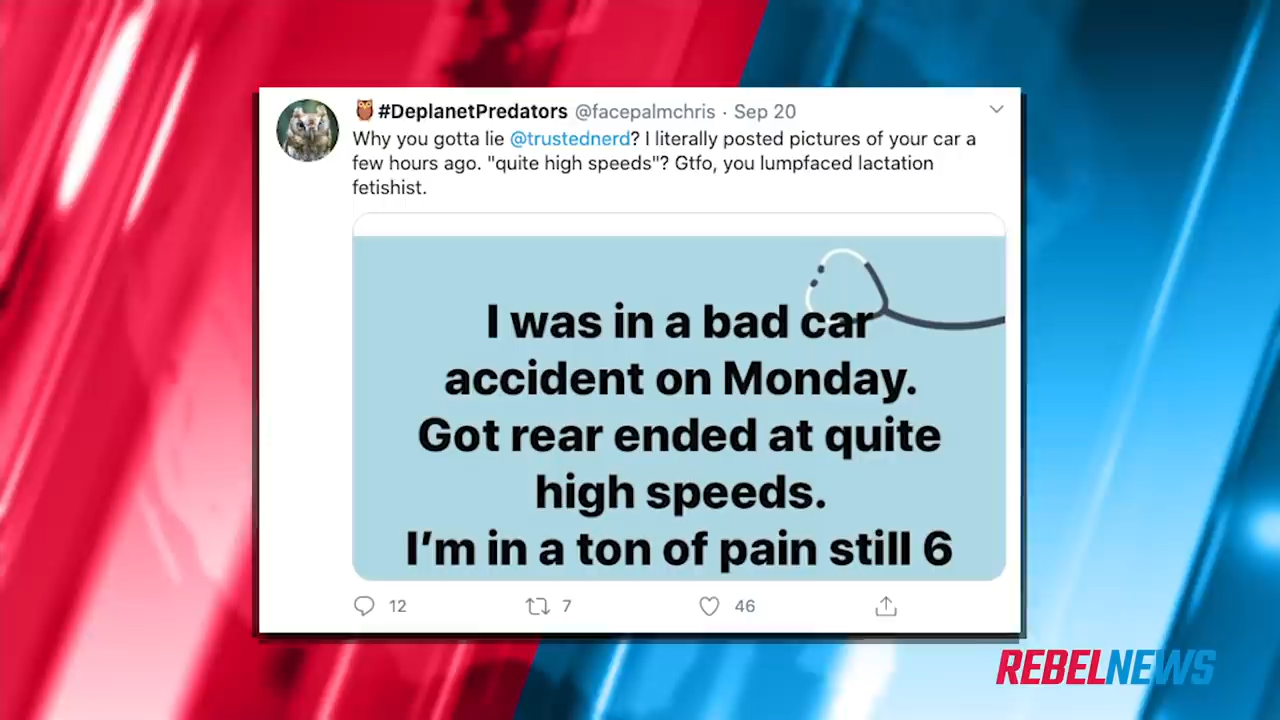 #DeplanetPredators @facepalmchris · Sep 20
Why you gotta lie @trustednerd? I literally posted pictures of your car a
few hours ago. "quite high speeds"? Gtfo, you lumpfaced lactation
fetishist.
I was in a bad car
accident on Monday.
Got rear ended at quite
high speeds.
I’m in a ton of pain still 6
12 7 46
REBELNEWS